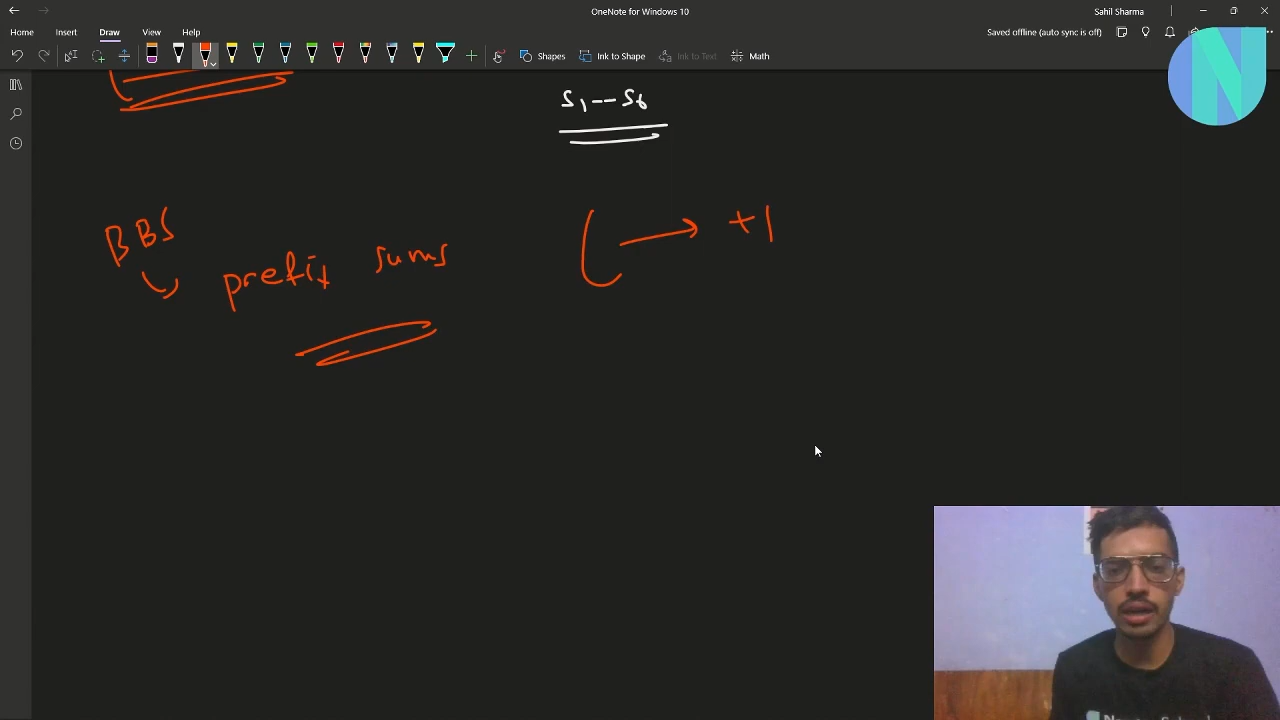 OneNote for Windows 10
Sahil Sharma
Home Insert Draw View Help
Saved offline (auto sync is off)
Shapes Ink to Shape Ink to Text Math
S1--S6
BBS
prefix sums
( → +1
N